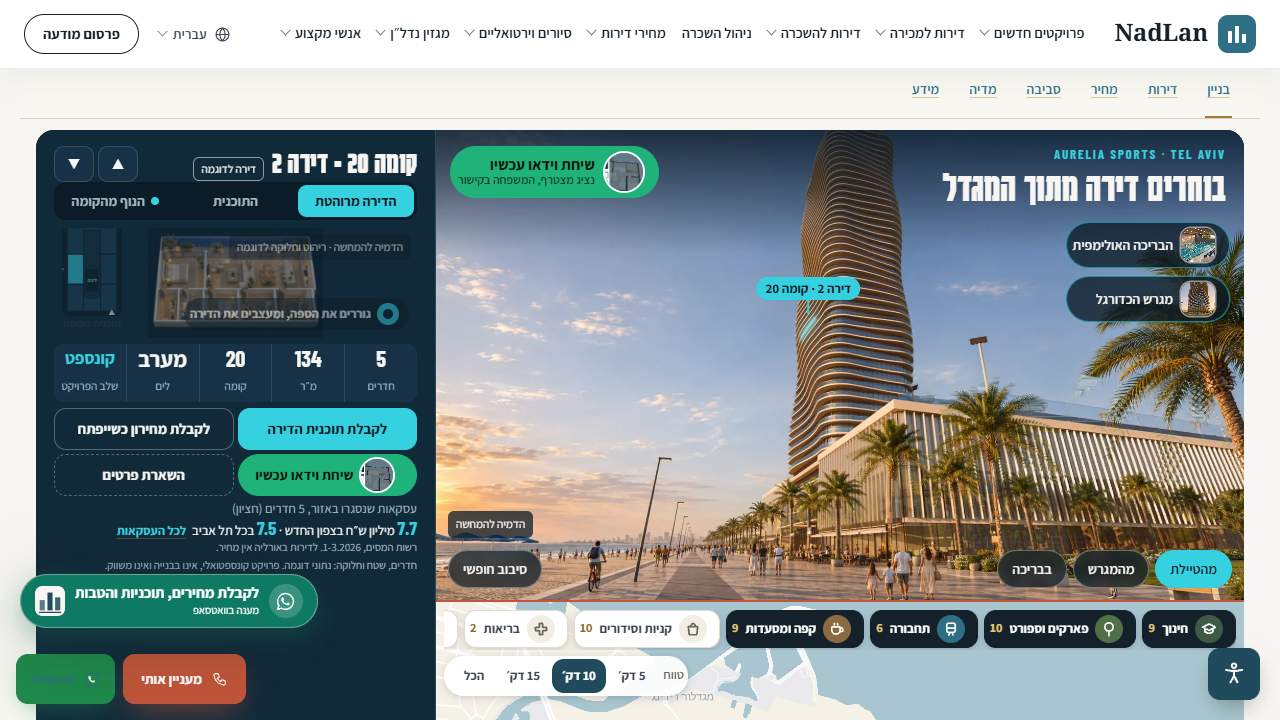 NadLan
פרויקטים חדשים
דירות למכירה
דירות להשכרה
ניהול השכרה
מחירי דירות
סיורים וירטואליים
מגזין נדל״ן
אנשי מקצוע
עברית
פרסום מודעה
בניין
דירות
מחיר
סביבה
מדיה
מידע
AURELIA SPORTS · TEL AVIV
בוחרים דירה מתוך המגדל
הבריכה האולימפית
מגרש הכדורגל
שיחת וידאו עכשיו
נציג מצטרף, המשפחה בקישור
דירה 2 · קומה 20
הדמיה להמחשה
מהטיילת
מהמגרש
בבריכה
סיבוב חופשי
קומה 20 · דירה 2
דירה לדוגמה
▲
▼
הדירה מרוהטת
התוכנית
הנוף מהקומה
הדמיה להמחשה · ריהוט וחלוקה לדוגמה
גוררים את הספה, ומעצבים את הדירה
תוכנית הקומה
5
חדרים
134
מ״ר
20
קומה
מערב
לים
קונספט
שלב הפרויקט
לקבלת תוכנית הדירה
לקבלת מחירון כשייפתח
שיחת וידאו עכשיו
השארת פרטים
עסקאות שנסגרו באזור, 5 חדרים (חציון)
7.7 מיליון ש״ח בצפון החדש · 7.5 בכל תל אביב לכל העסקאות
רשות המסים, 1-3.2026. לדירות באורליה אין מחיר.
חדרים, שטח וחלוקה: נתוני דוגמה. פרויקט קונספטואלי, אינו בבנייה ואינו משווק.
לקבלת מחירים, תוכניות והטבות
מענה בוואטסאפ
מעניין אותי
חינוך 9
פארקים וספורט 10
תחבורה 6
קפה ומסעדות 9
קניות וסידורים 10
בריאות 2
טווח
5 דק׳
10 דק׳
15 דק׳
הכל